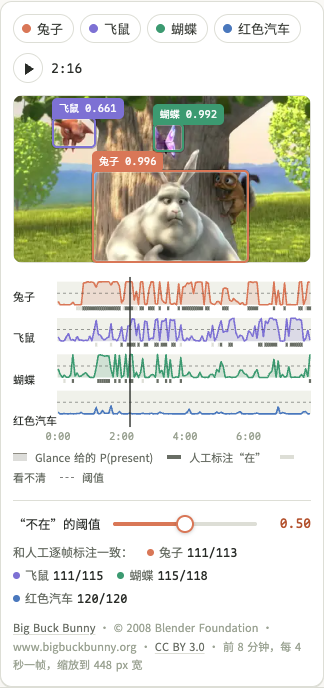 兔子 飞鼠 蝴蝶 红色汽车
2:16
飞鼠 0.661
蝴蝶 0.992
兔子 0.996
兔子
飞鼠
蝴蝶
红色汽车
0:00 2:00 4:00 6:00
Glance 给的 P(present) 人工标注“在”
看不清 阈值
“不在”的阈值 0.50
和人工逐帧标注一致： 兔子 111/113
飞鼠 111/115 蝴蝶 115/118
红色汽车 120/120
Big Buck Bunny · © 2008 Blender Foundation ·
www.bigbuckbunny.org · CC BY 3.0 · 前 8 分钟，每 4
秒一帧，缩放到 448 px 宽